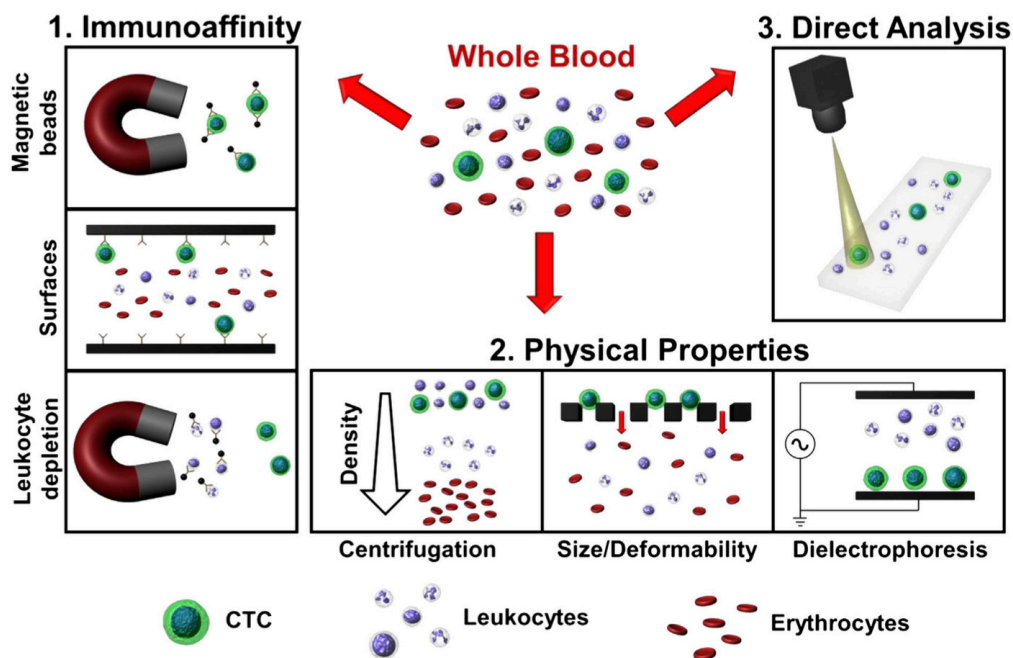 1. Immunoaffinity
Whole Blood
3. Direct Analysis
Magnetic
beads
Surfaces
Leukocyte
depletion
2. Physical Properties
Density
Centrifugation
Size/Deformability
Dielectrophoresis
CTC
Leukocytes
Erythrocytes